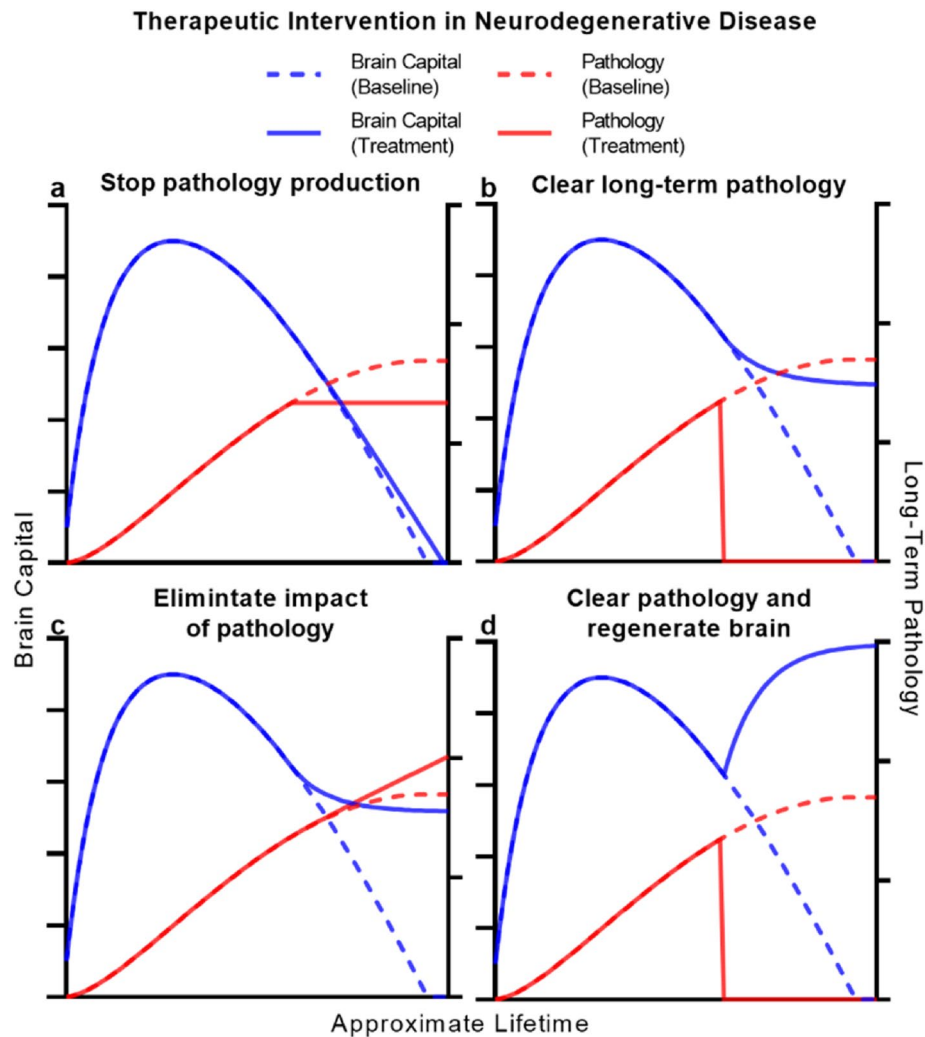 Therapeutic Intervention in Neurodegenerative Disease
Brain Capital
(Baseline)
Pathology
(Baseline)
Brain Capital
(Treatment)
Pathology
(Treatment)
a
Stop pathology production
b
Clear long-term pathology
c
Elimintate impact
of pathology
d
Clear pathology and
regenerate brain
Brain Capital
Long-Term Pathology
Approximate Lifetime